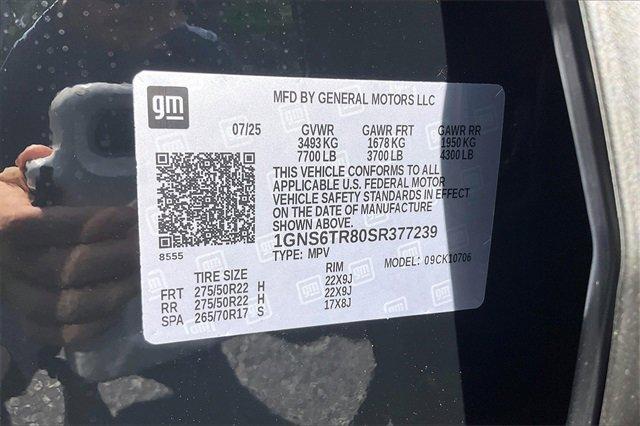 gm
MFD BY GENERAL MOTORS LLC
07/25 GVWR GAWR FRT GAWR RR
3493 KG 1678 KG 1950 KG
7700 LB 3700 LB 4300 LB
THIS VEHICLE CONFORMS TO ALL
APPLICABLE U.S. FEDERAL MOTOR
VEHICLE SAFETY STANDARDS IN EFFECT
ON THE DATE OF MANUFACTURE
SHOWN ABOVE.
1GNS6TR80SR377239
8555
TYPE: MPV MODEL: 09CK10706
TIRE SIZE RIM
FRT 275/50R22 H 22X9J
RR 275/50R22 H 22X9J
SPA 265/70R17 S 17X8J